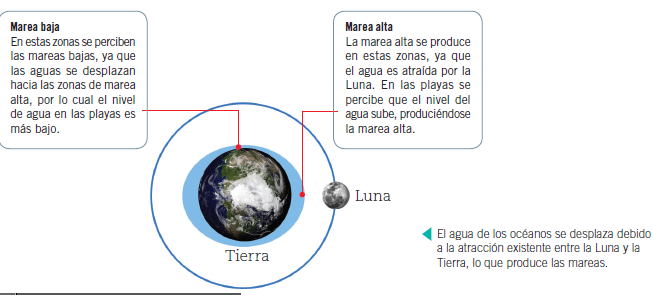 Marea baja
En estas zonas se perciben
las mareas bajas, ya que
las aguas se desplazan
hacia las zonas de marea
alta, por lo cual el nivel
de agua en las playas es
más bajo.
Marea alta
La marea alta se produce
en estas zonas, ya que
el agua es atraída por la
Luna. En las playas se
percibe que el nivel del
agua sube, produciéndose
la marea alta.
Luna
Tierra
El agua de los océanos se desplaza debido
a la atracción existente entre la Luna y la
Tierra, lo que produce las mareas.